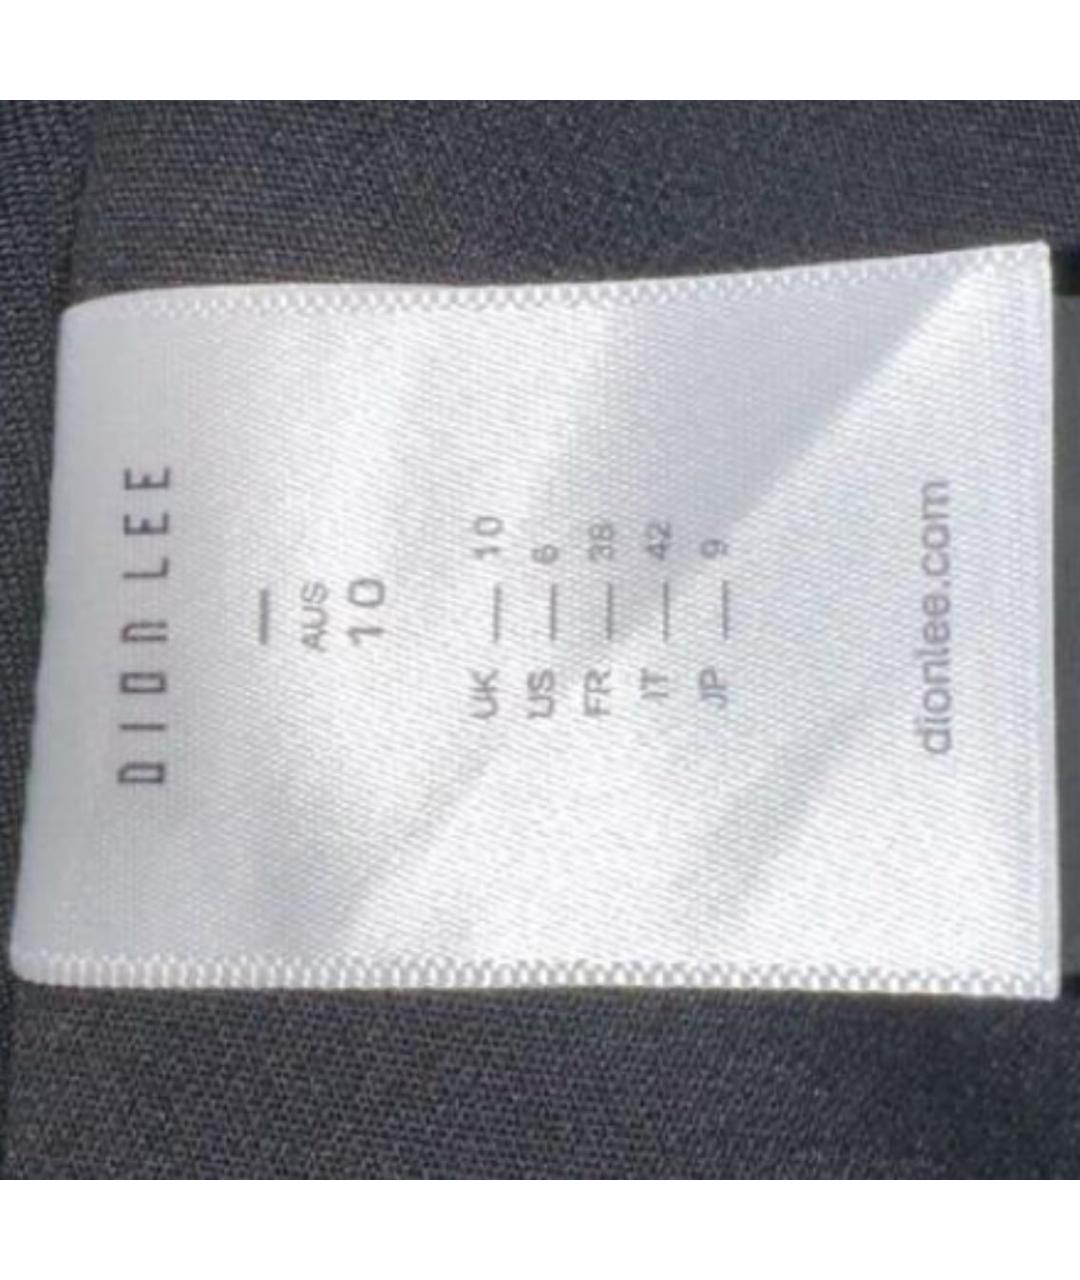 DION LEE
AUS
10
UK — 10
US — 6
FR — 38
IT — 42
JP — 9
dionlee.com